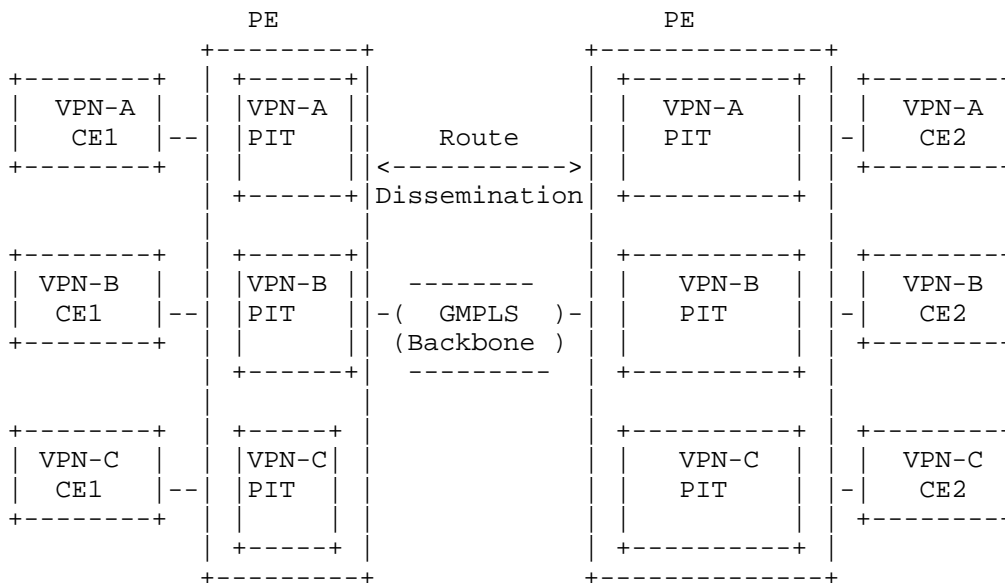 PE PE
VPN-A VPN-A VPN-A VPN-A
CE1 PIT Route PIT CE2
Dissemination
VPN-B VPN-B VPN-B VPN-B
CE1 PIT GMPLS PIT CE2
Backbone
VPN-C VPN-C VPN-C VPN-C
CE1 PIT PIT CE2